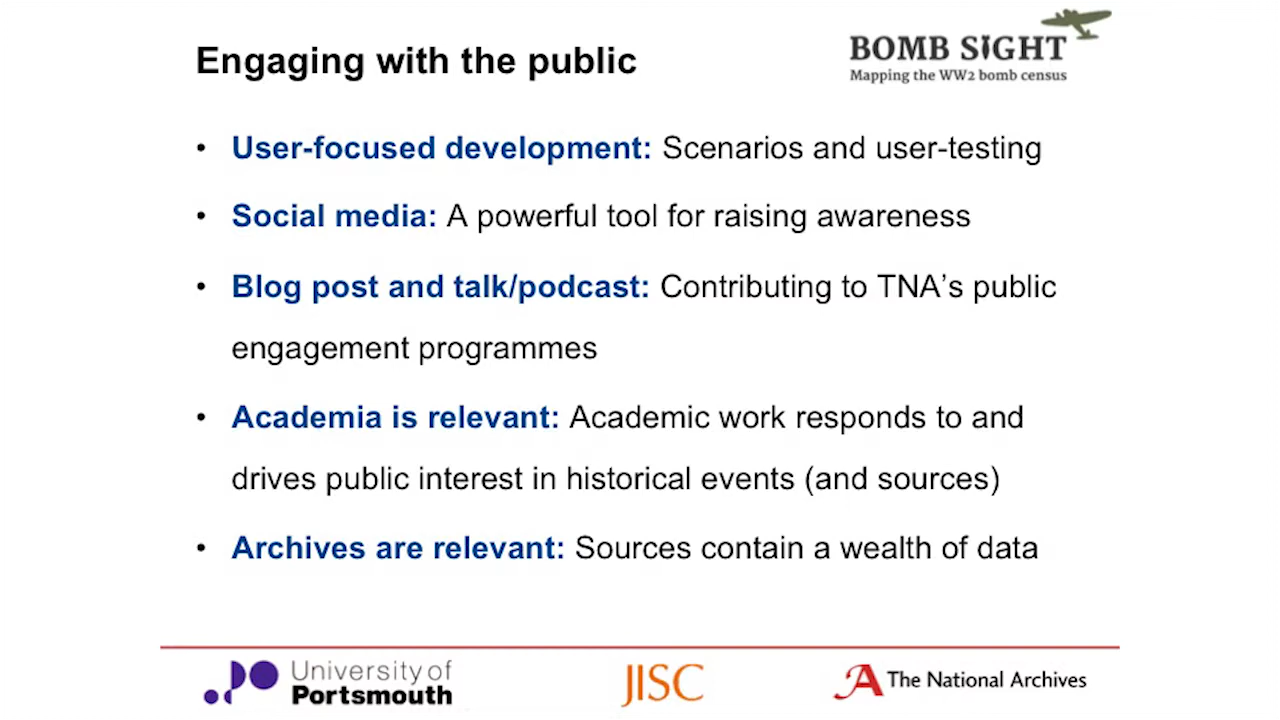 Engaging with the public
BOMB SIGHT
Mapping the WW2 bomb census
• User-focused development: Scenarios and user-testing
• Social media: A powerful tool for raising awareness
• Blog post and talk/podcast: Contributing to TNA’s public
engagement programmes
• Academia is relevant: Academic work responds to and
drives public interest in historical events (and sources)
• Archives are relevant: Sources contain a wealth of data
University of
Portsmouth
JISC
The National Archives